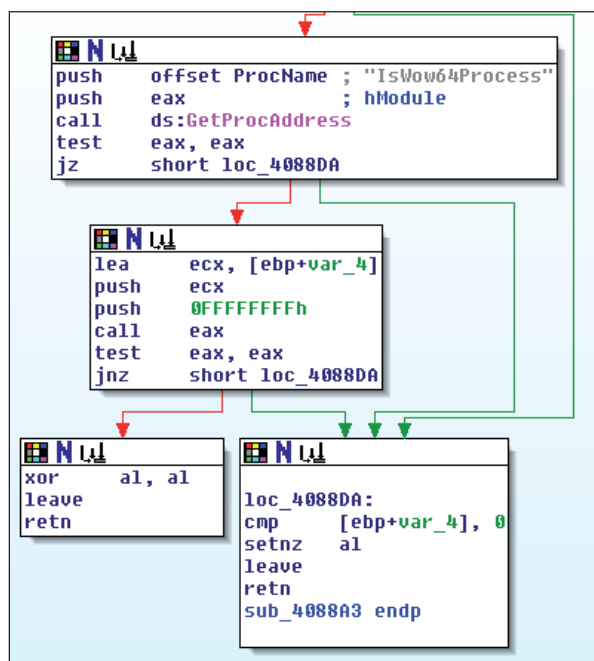 N
push offset ProcName ; "IsWow64Process"
push eax ; hModule
call ds:GetProcAddress
test eax, eax
jz short loc_4088DA
N
lea ecx, [ebp+var_4]
push ecx
push 0FFFFFFFFh
call eax
test eax, eax
jnz short loc_4088DA
N
xor al, al
leave
retn
N
loc_4088DA:
cmp [ebp+var_4], 0
setnz al
leave
retn
sub_4088A3 endp